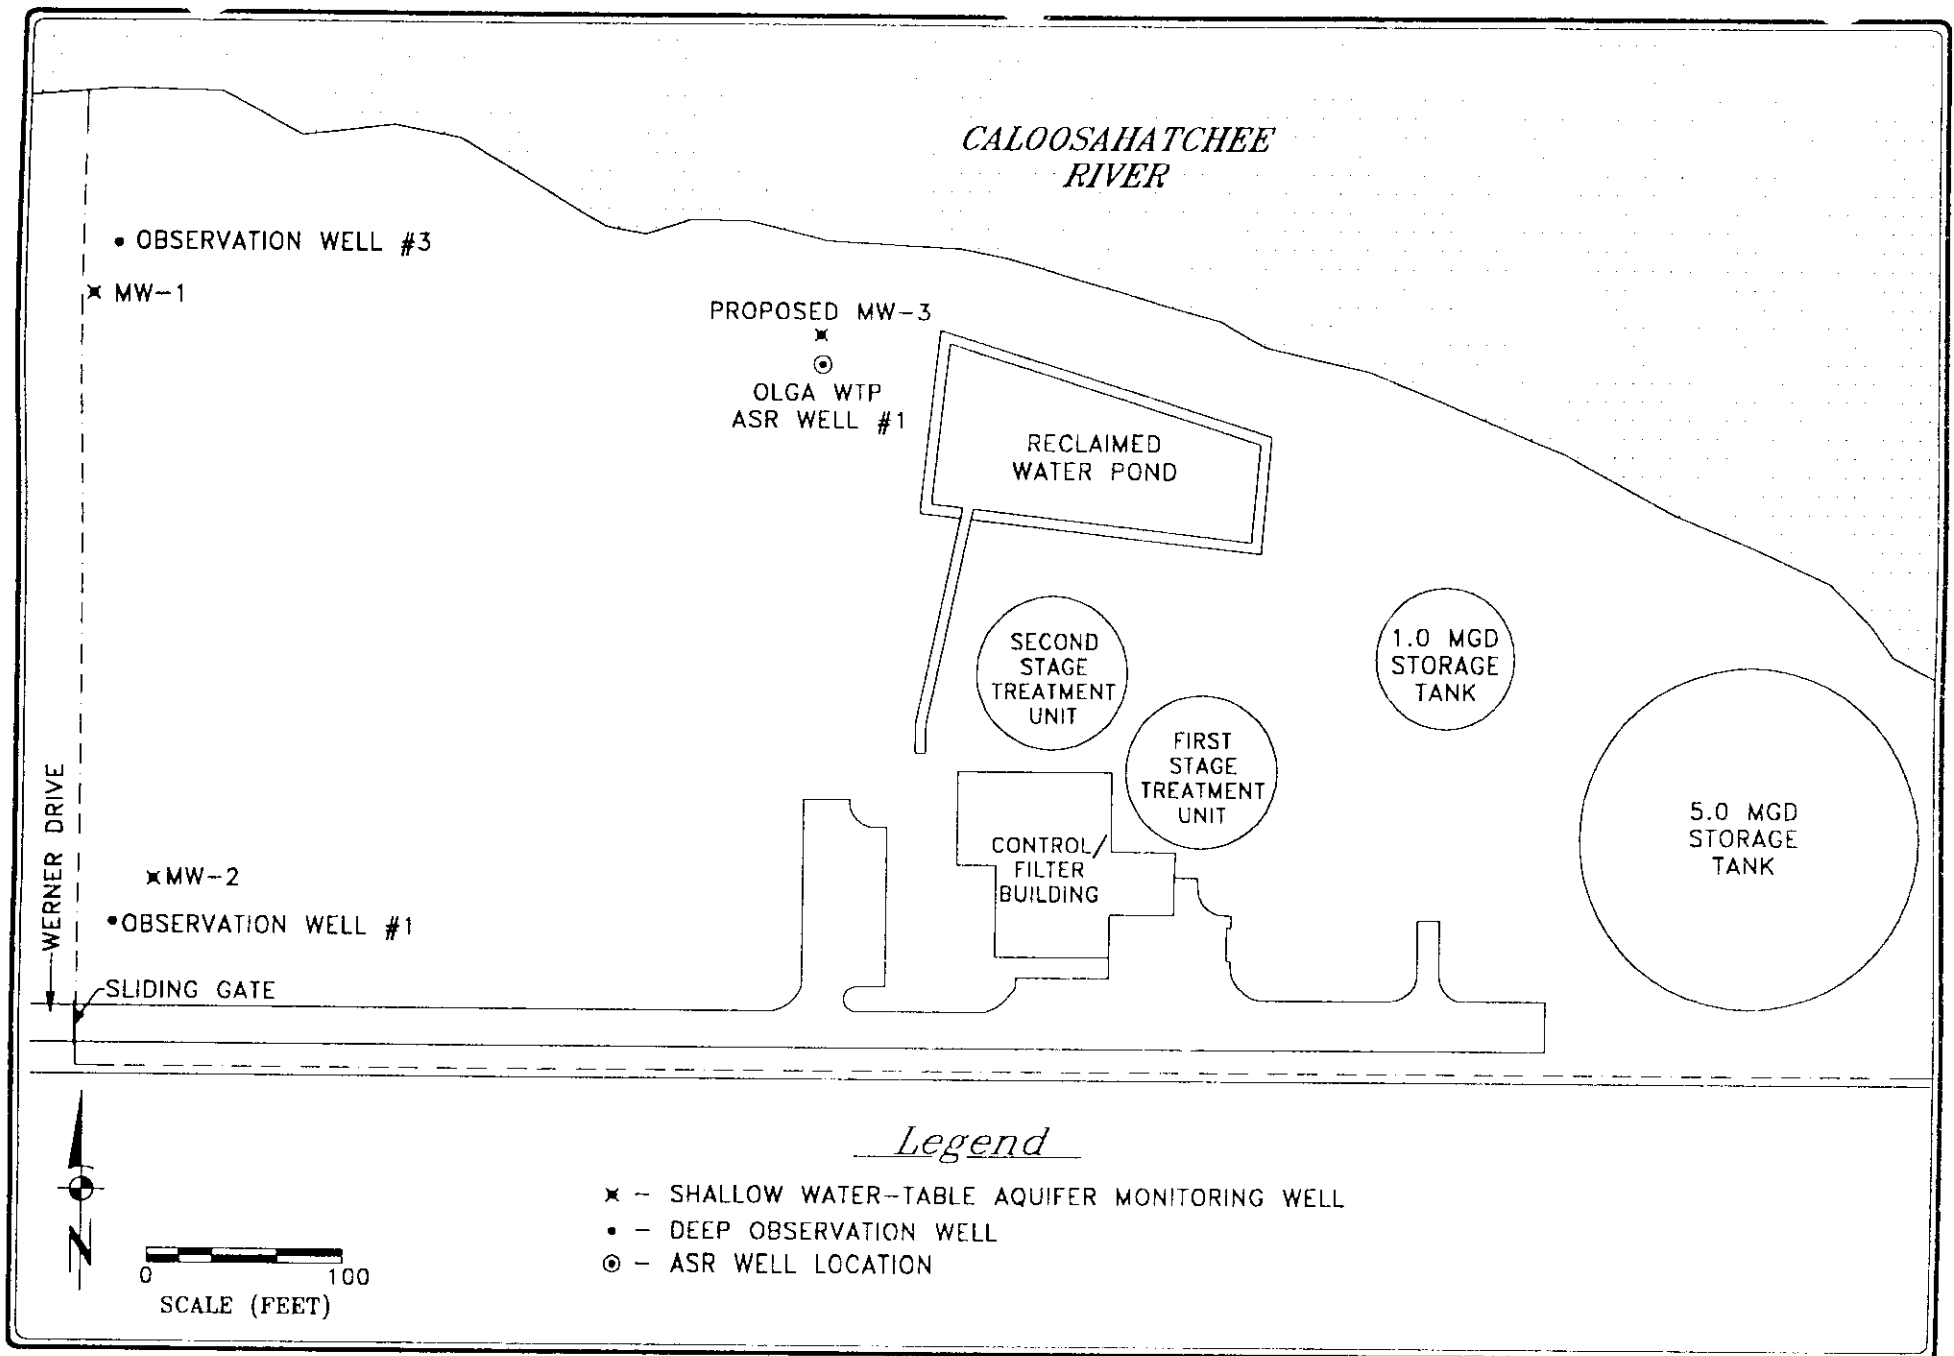 CALOOSAHATCHEE
RIVER
• OBSERVATION WELL #3
MW-1
PROPOSED MW-3
OLGA WTP
ASR WELL #1
RECLAIMED
WATER POND
SECOND
STAGE
TREATMENT
UNIT
1.0 MGD
STORAGE
TANK
FIRST
STAGE
TREATMENT
UNIT
5.0 MGD
STORAGE
TANK
CONTROL/
FILTER
BUILDING
WERNER DRIVE
MW-2
•OBSERVATION WELL #1
SLIDING GATE
N
0 100
SCALE (FEET)
Legend
✖ - SHALLOW WATER-TABLE AQUIFER MONITORING WELL
• - DEEP OBSERVATION WELL
⊙ - ASR WELL LOCATION